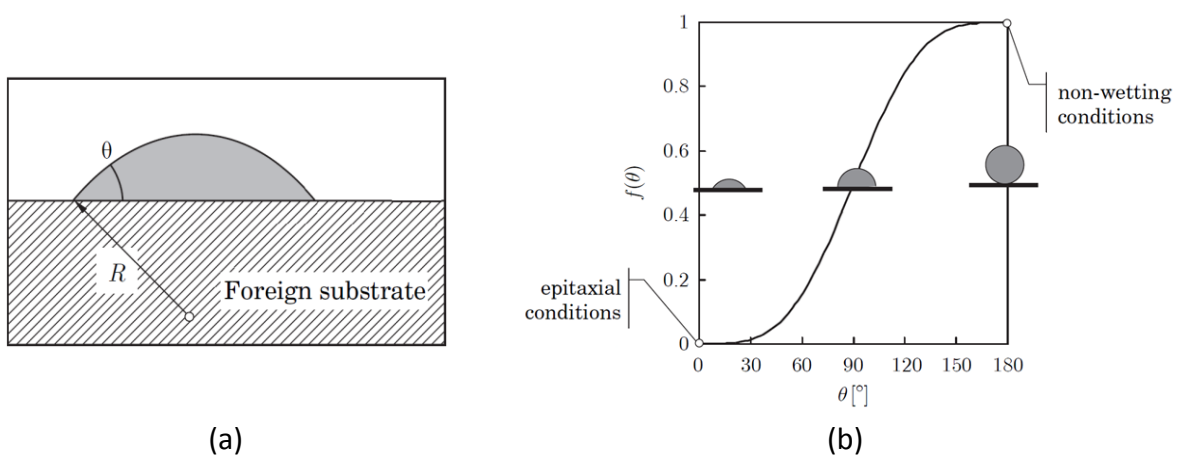 θ
R
Foreign substrate
(a)
1
0.8
0.6
0.4
0.2
0
f(θ)
non-wetting
conditions
epitaxial
conditions
0 30 60 90 120 150 180
θ [°]
(b)